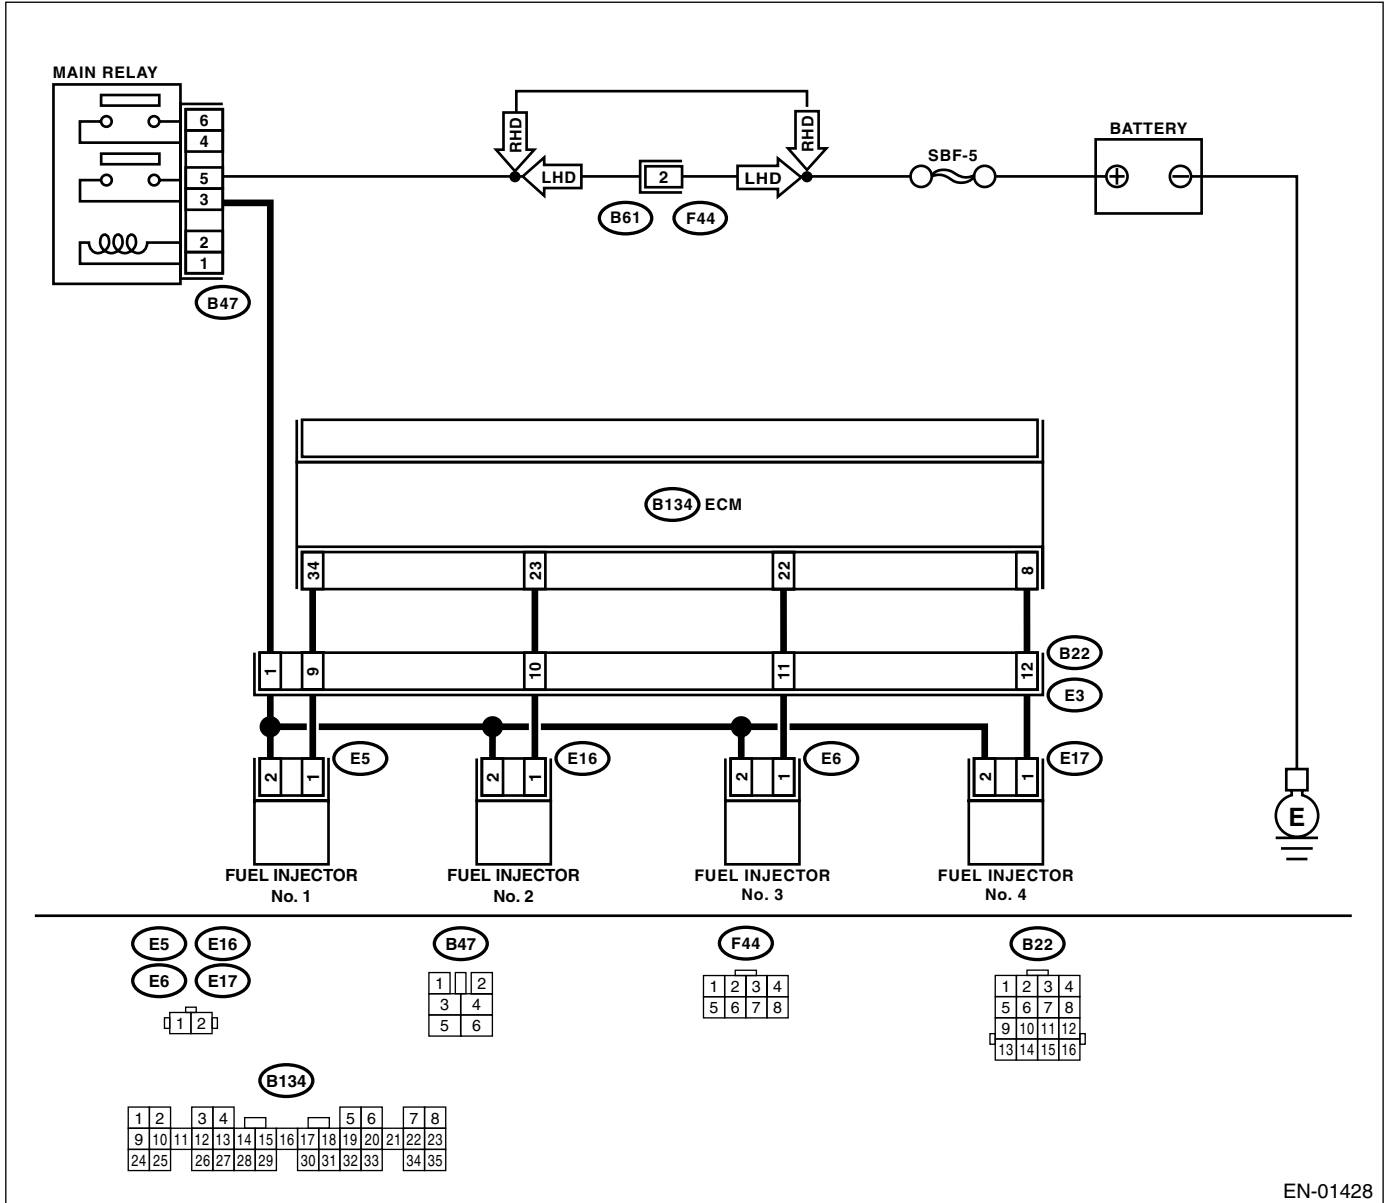 MAIN RELAY
6
4
5
3
2
1
B47
RHD
RHD
LHD
2
LHD
B61
F44
SBF-5
BATTERY
+
−
B134 ECM
34
23
22
8
1
9
10
11
12
B22
E3
2
1
E5
2
1
E16
2
1
E6
2
1
E17
E
FUEL INJECTOR
No. 1
FUEL INJECTOR
No. 2
FUEL INJECTOR
No. 3
FUEL INJECTOR
No. 4
E5 E16
E6 E17
1 2
B47
1 2
3 4
5 6
F44
1 2 3 4
5 6 7 8
B22
1 2 3 4
5 6 7 8
9 10 11 12
13 14 15 16
B134
1 2 3 4 5 6 7 8
9 10 11 12 13 14 15 16 17 18 19 20 21 22 23
24 25 26 27 28 29 30 31 32 33 34 35
EN-01428